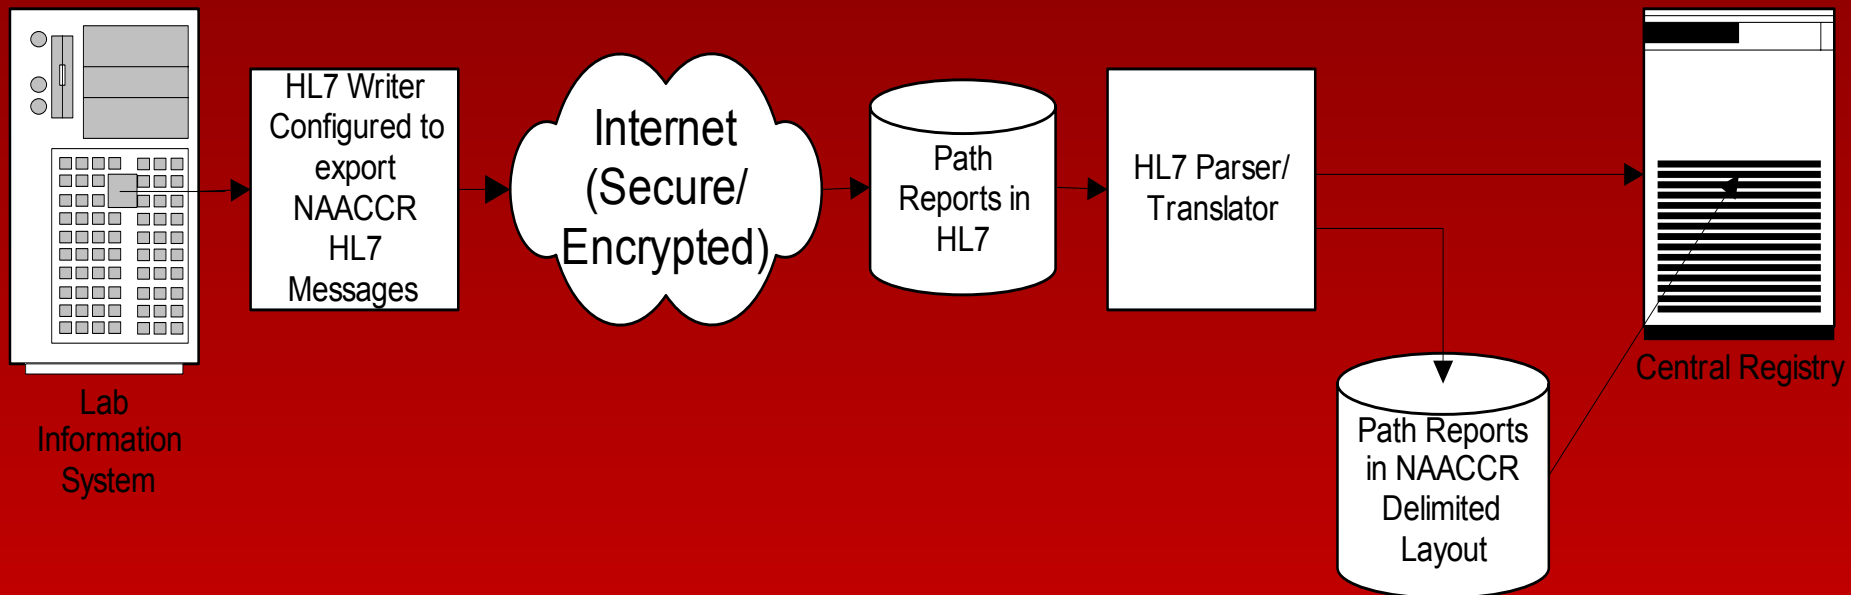 Lab
Information
System
HL7 Writer
Configured to
export
NAACCR
HL7
Messages
Internet
(Secure/
Encrypted)
Path
Reports in
HL7
HL7 Parser/
Translator
Path Reports
in NAACCR
Delimited
Layout
Central Registry